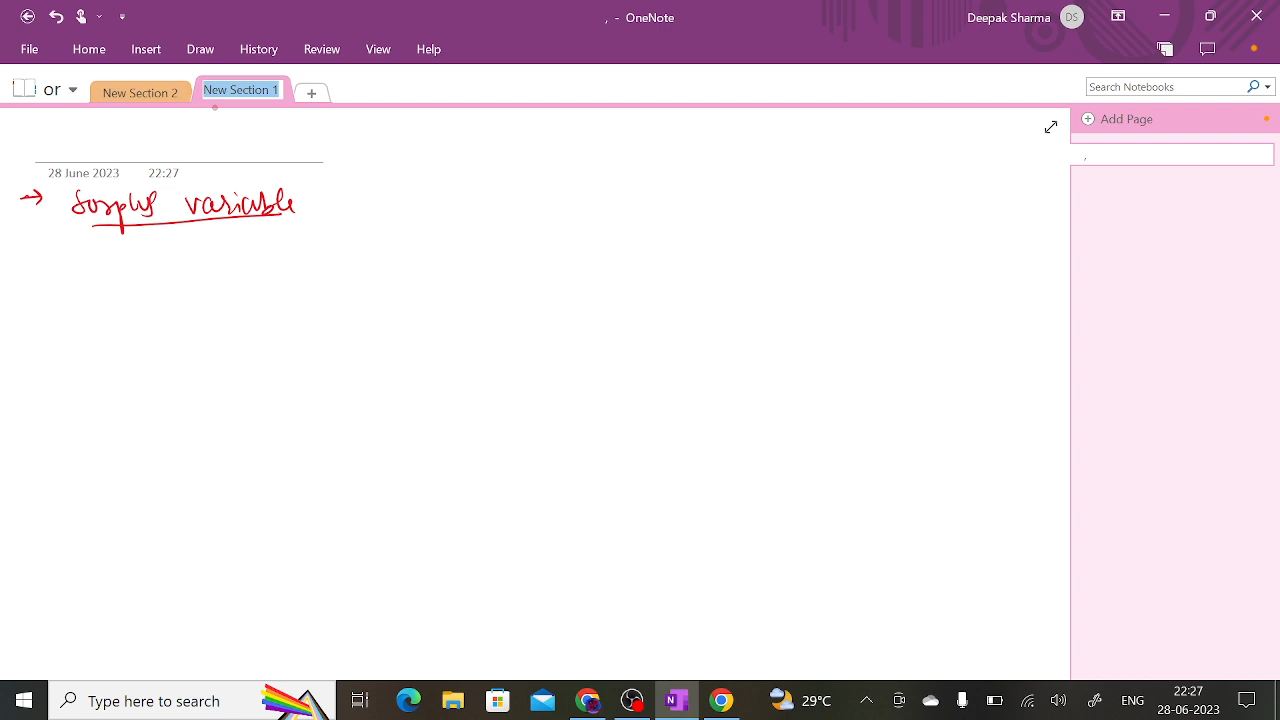 , - OneNote
Deepak Sharma DS
File Home Insert Draw History Review View Help
or New Section 2 New Section 1 +
Search Notebooks
Add Page
,
28 June 2023 22:27
→ Surplus variable
Type here to search
29°C
ENG
22:27
28-06-2023